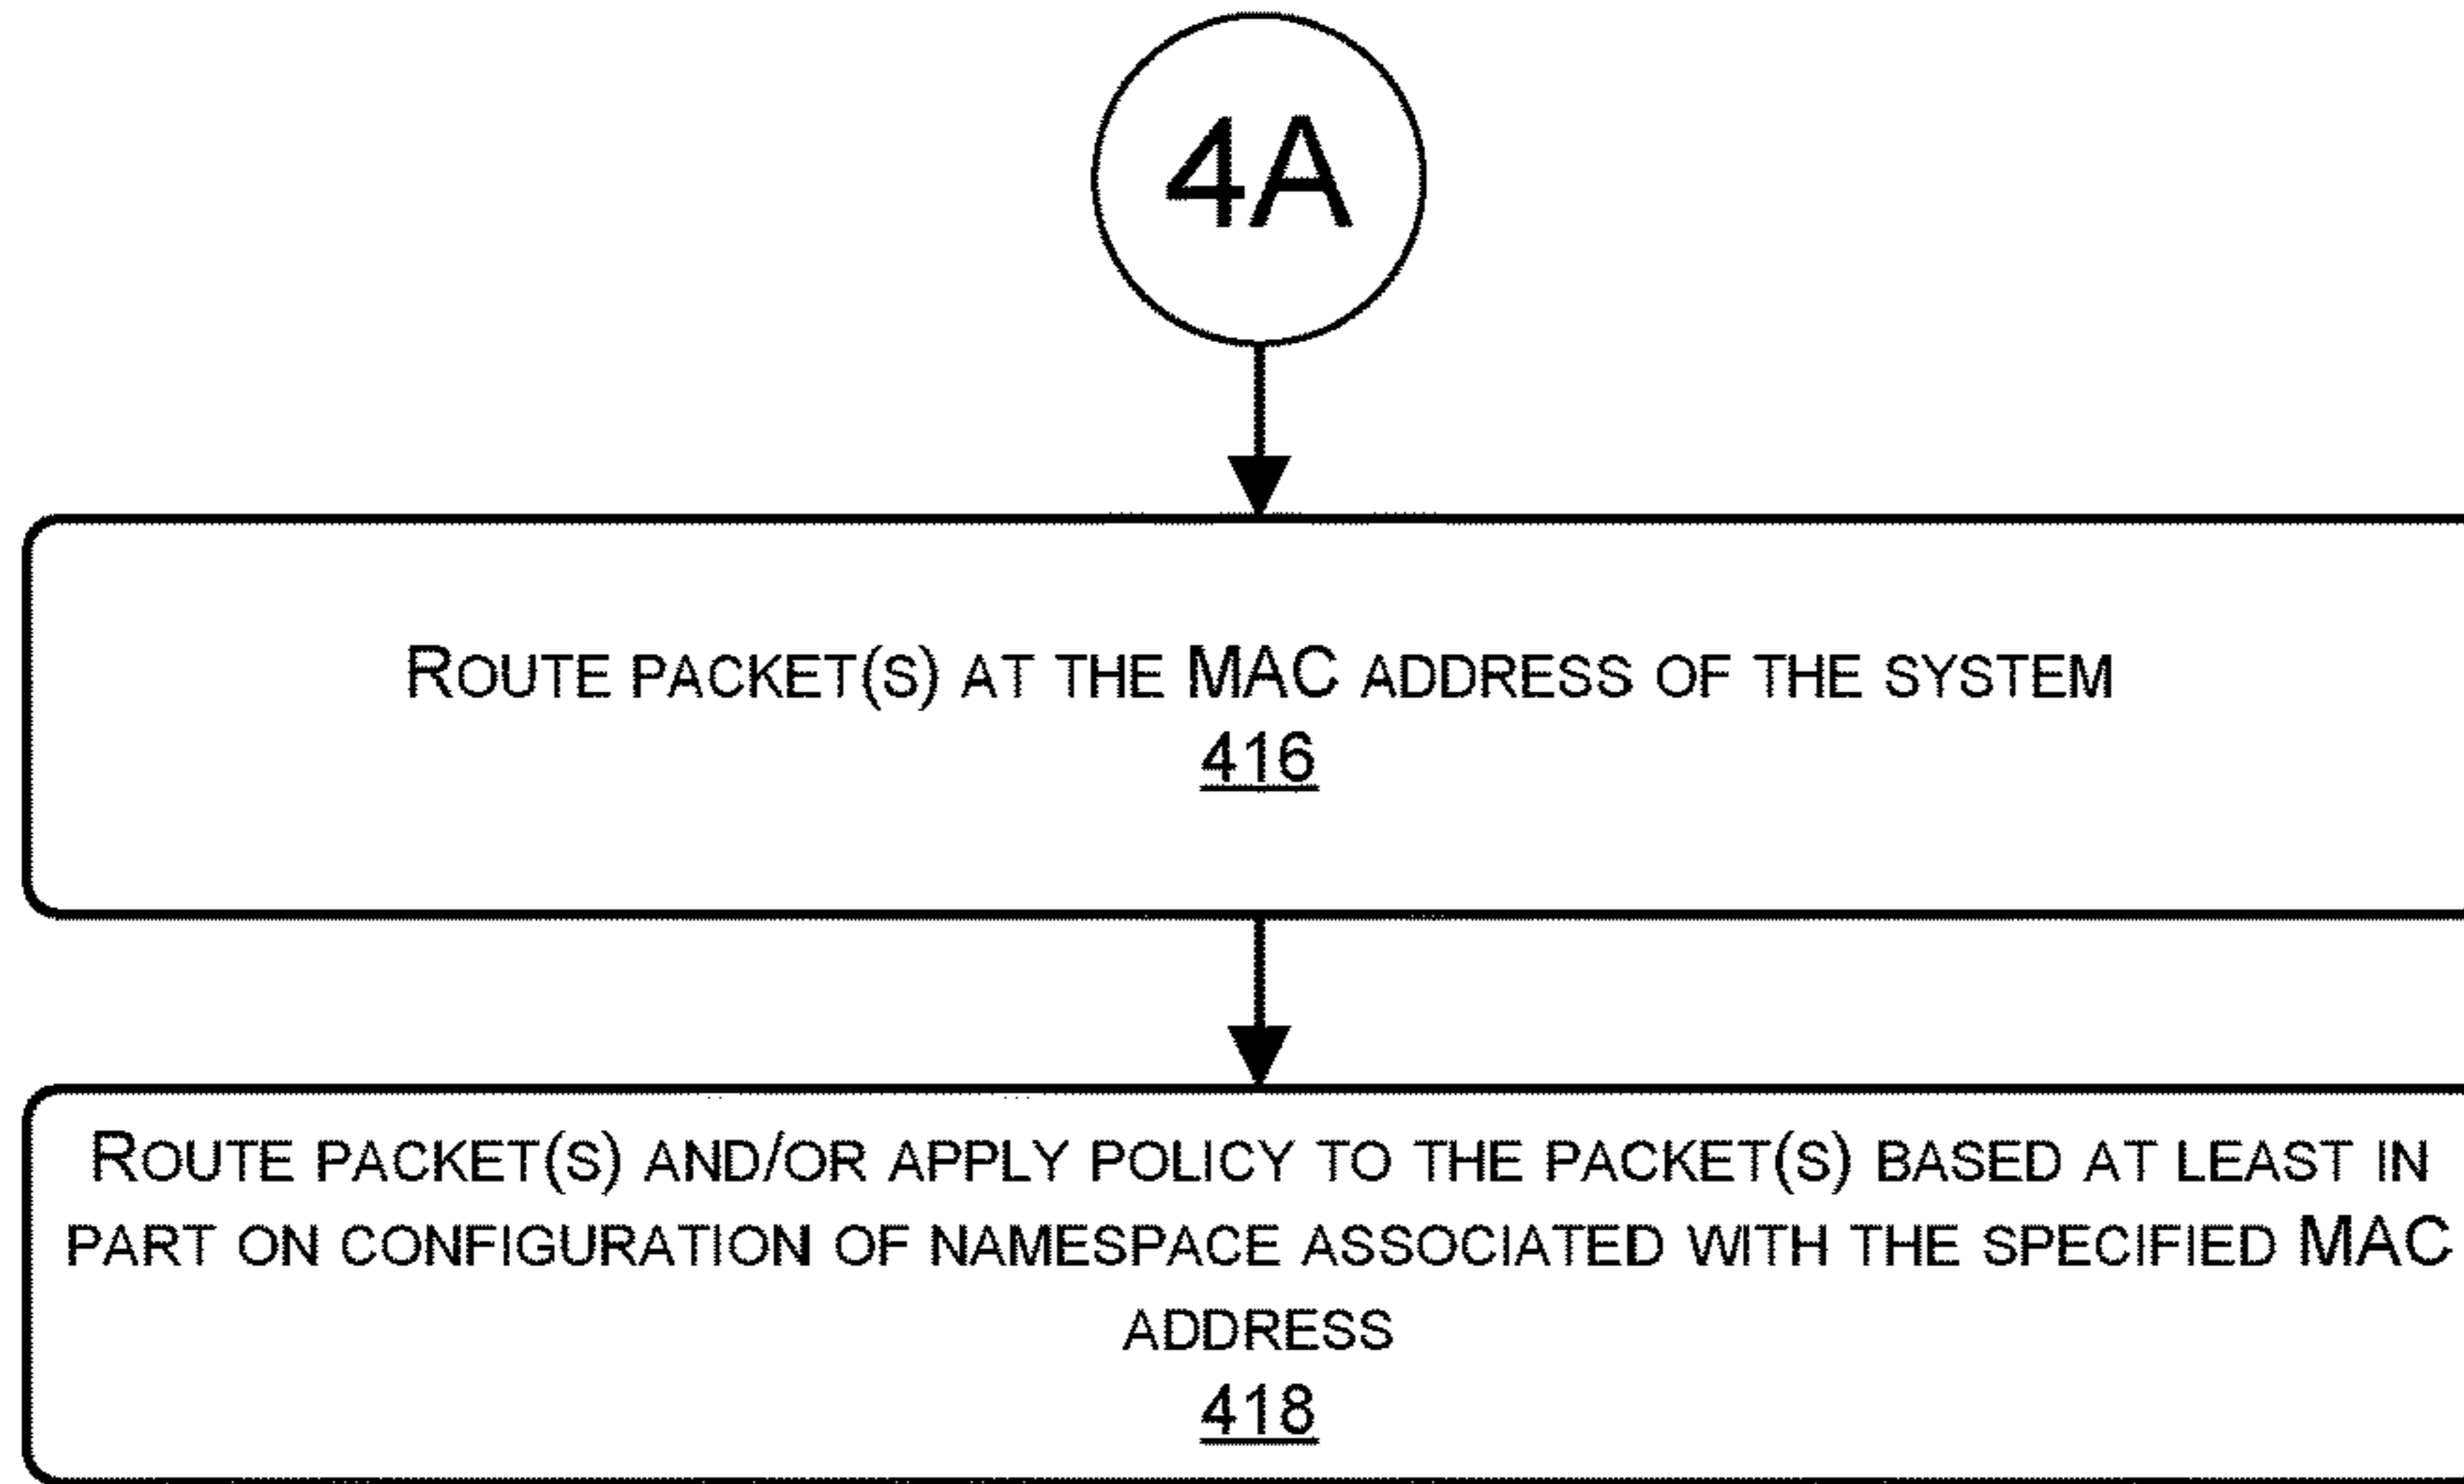 4A
ROUTE PACKET(S) AT THE MAC ADDRESS OF THE SYSTEM
416
ROUTE PACKET(S) AND/OR APPLY POLICY TO THE PACKET(S) BASED AT LEAST IN
PART ON CONFIGURATION OF NAMESPACE ASSOCIATED WITH THE SPECIFIED MAC
ADDRESS
418